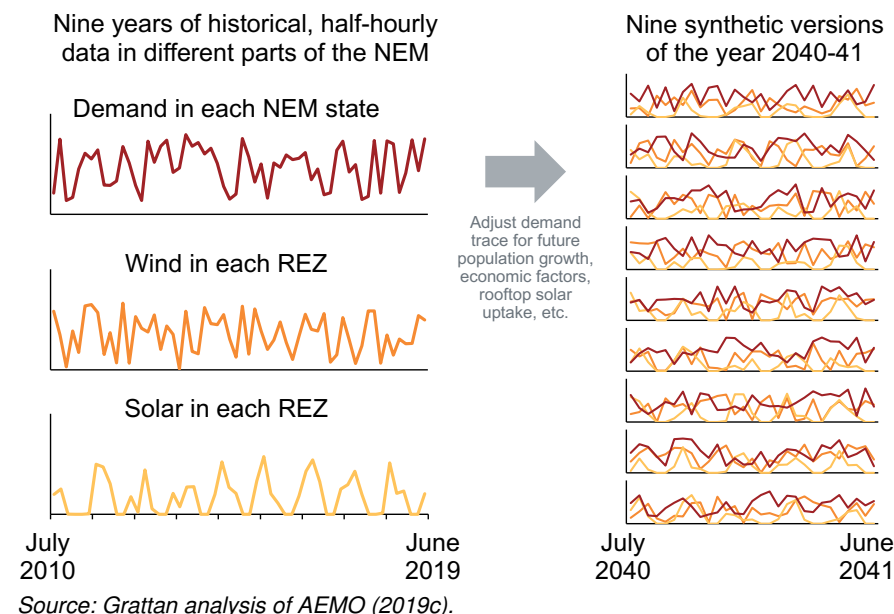 Nine years of historical, half-hourly
data in different parts of the NEM
Demand in each NEM state
Wind in each REZ
Solar in each REZ
July
2010
June
2019
Adjust demand
trace for future
population growth,
economic factors,
rooftop solar
uptake, etc.
Nine synthetic versions
of the year 2040-41
July
2040
June
2041
Source: Grattan analysis of AEMO (2019c).